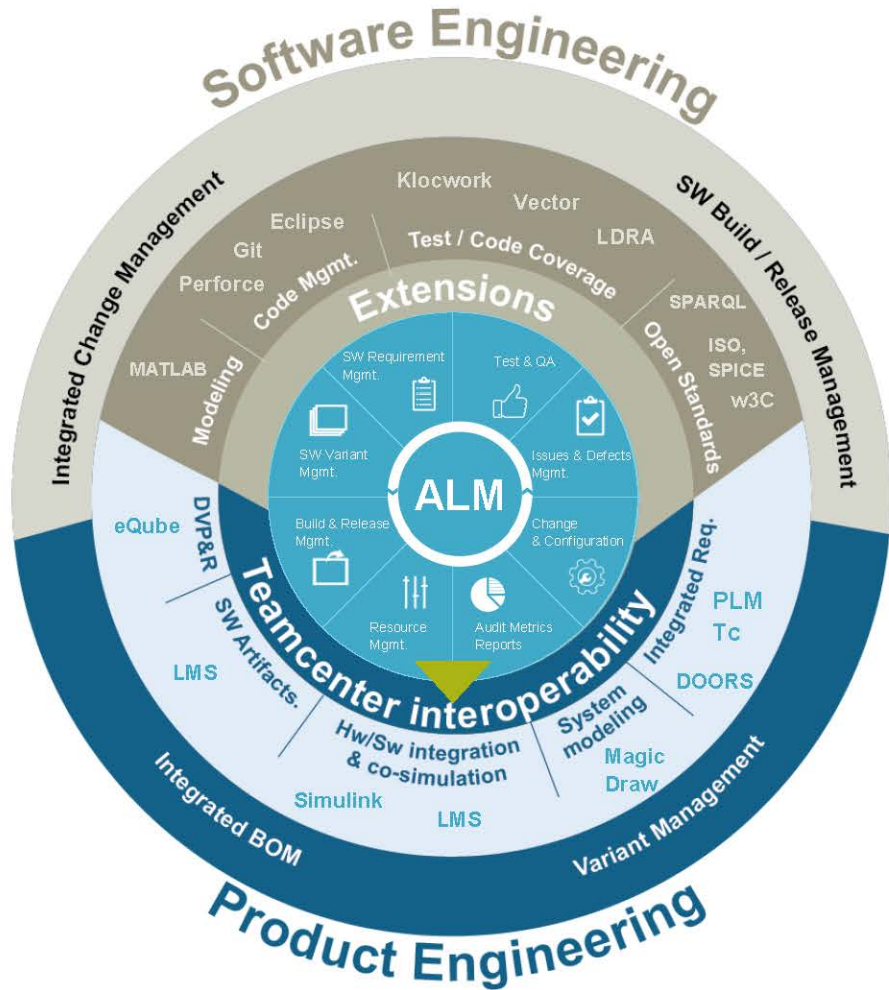 Software Engineering
Integrated Change Management
SW Build / Release Management
Klocwork
Vector
LDRA
Test / Code Coverage
Eclipse
Git
Perforce
Code Mgmt.
MATLAB
Modeling
SPARQL
ISO,
SPICE
w3C
Open Standards
Extensions
SW Requirement
Mgmt.
Test & QA
SW Variant
Mgmt.
Issues & Defects
Mgmt.
ALM
Build & Release
Mgmt.
Change
& Configuration
Resource
Mgmt.
Audit Metrics
Reports
Teamcenter interoperability
eQube
DVP&R
LMS
SW Artifacts.
Hw/Sw integration
& co-simulation
Simulink
LMS
System
modeling
Magic
Draw
Integrated Req.
PLM
Tc
DOORS
Integrated BOM
Variant Management
Product Engineering